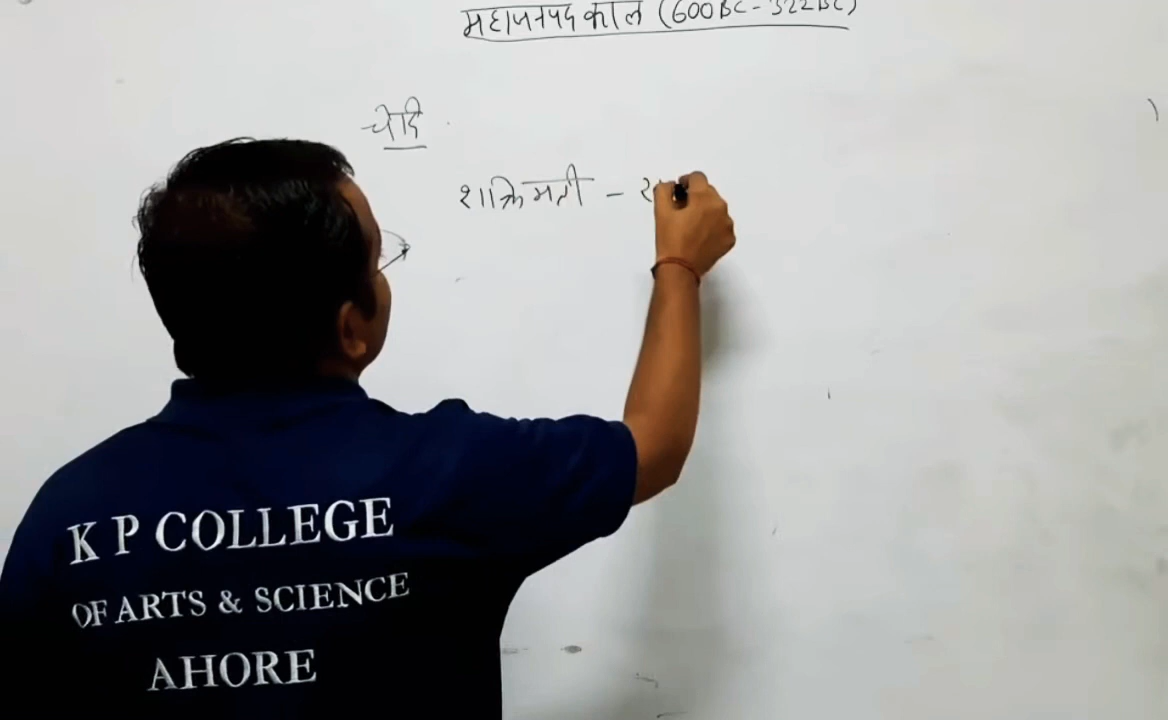 महाजनपद काल (600BC - 322BC)
चेदि
शक्तिमती -
K P COLLEGE
OF ARTS & SCIENCE
AHORE